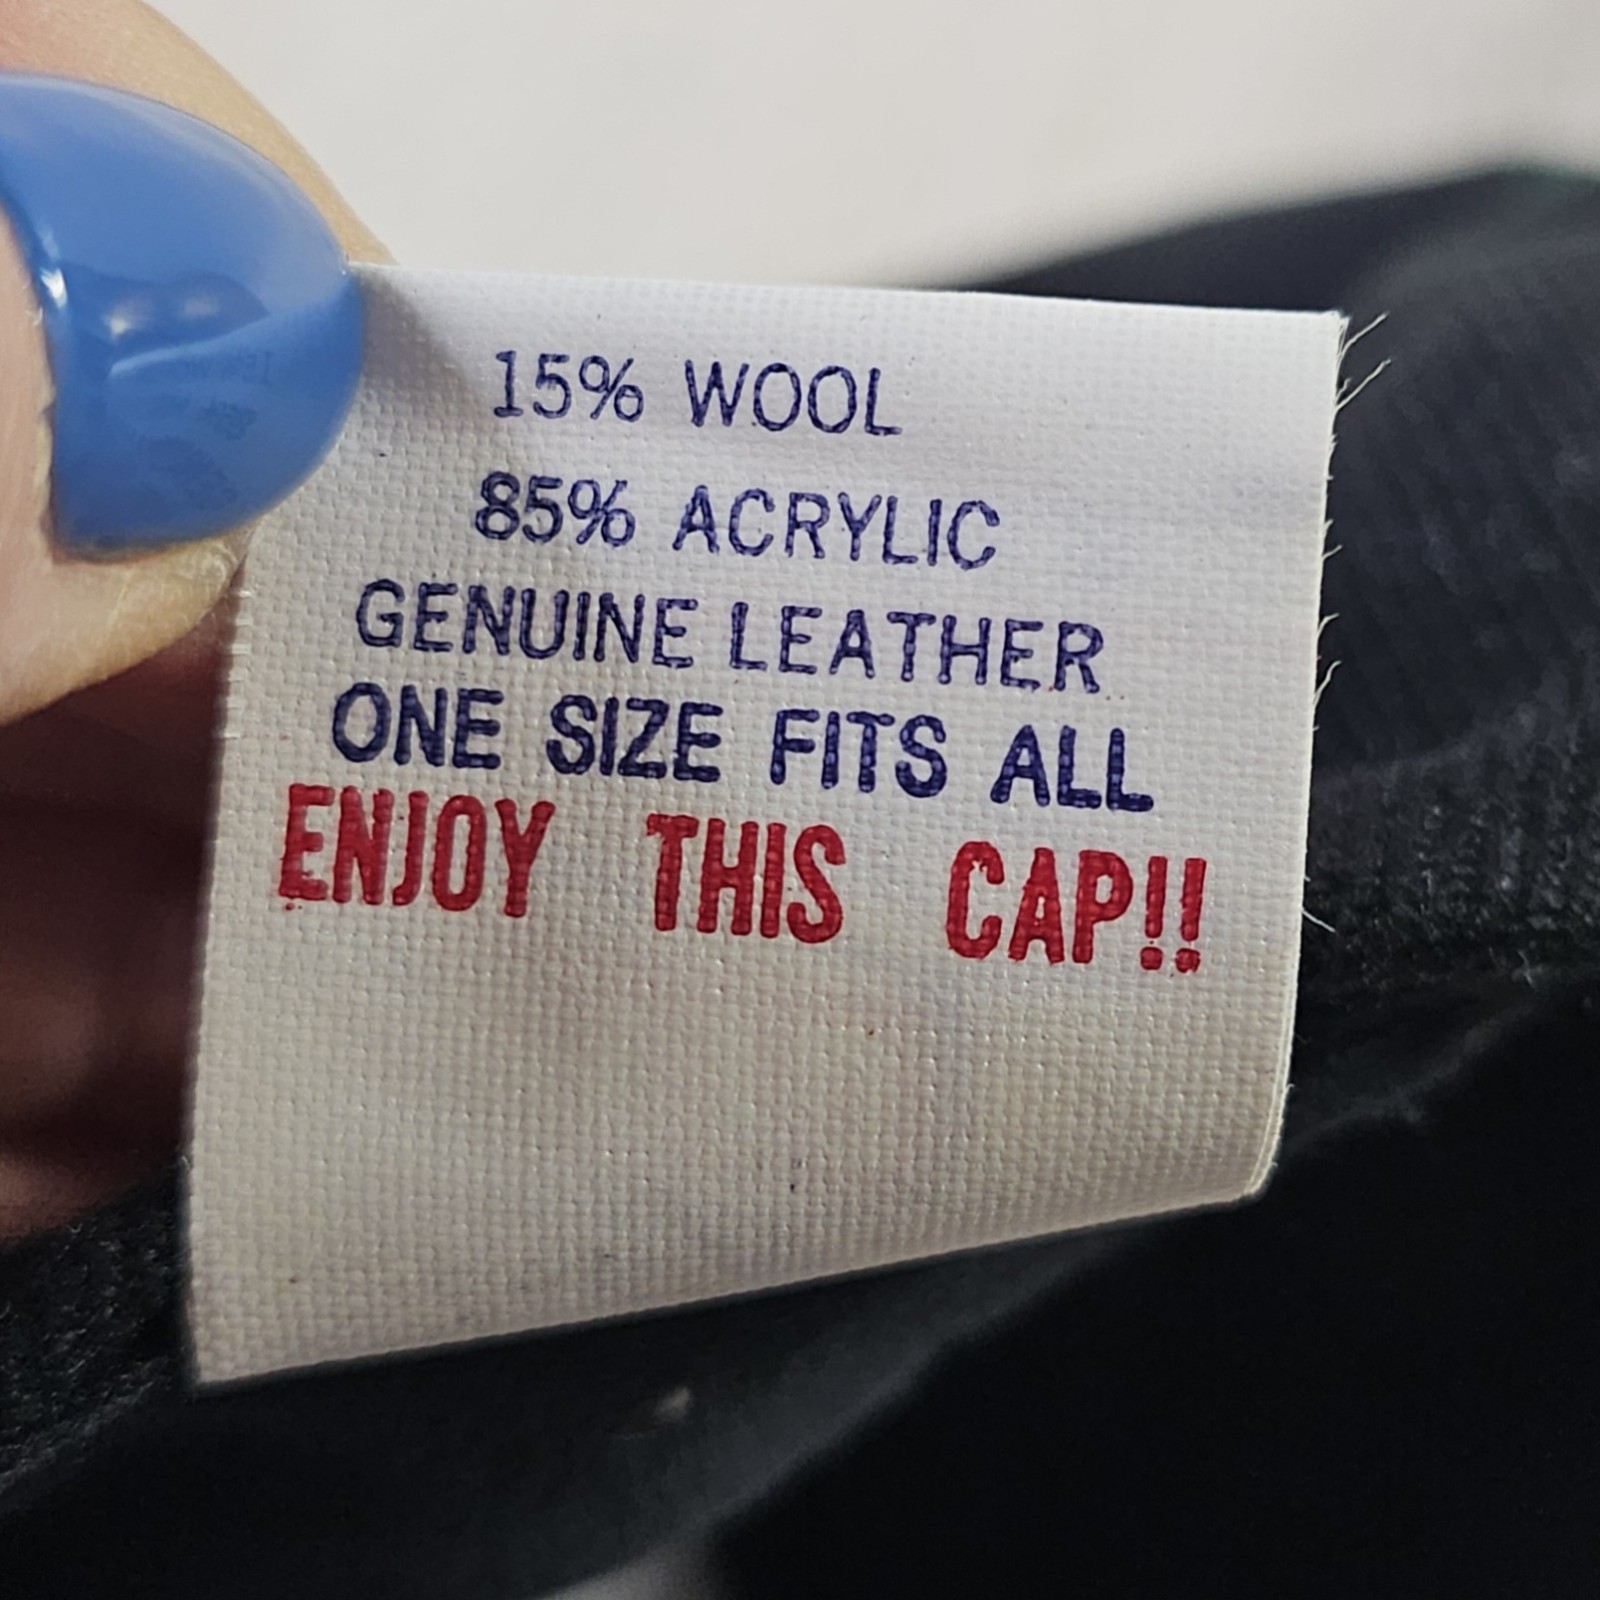 15% WOOL
85% ACRYLIC
GENUINE LEATHER
ONE SIZE FITS ALL
ENJOY THIS CAP!!